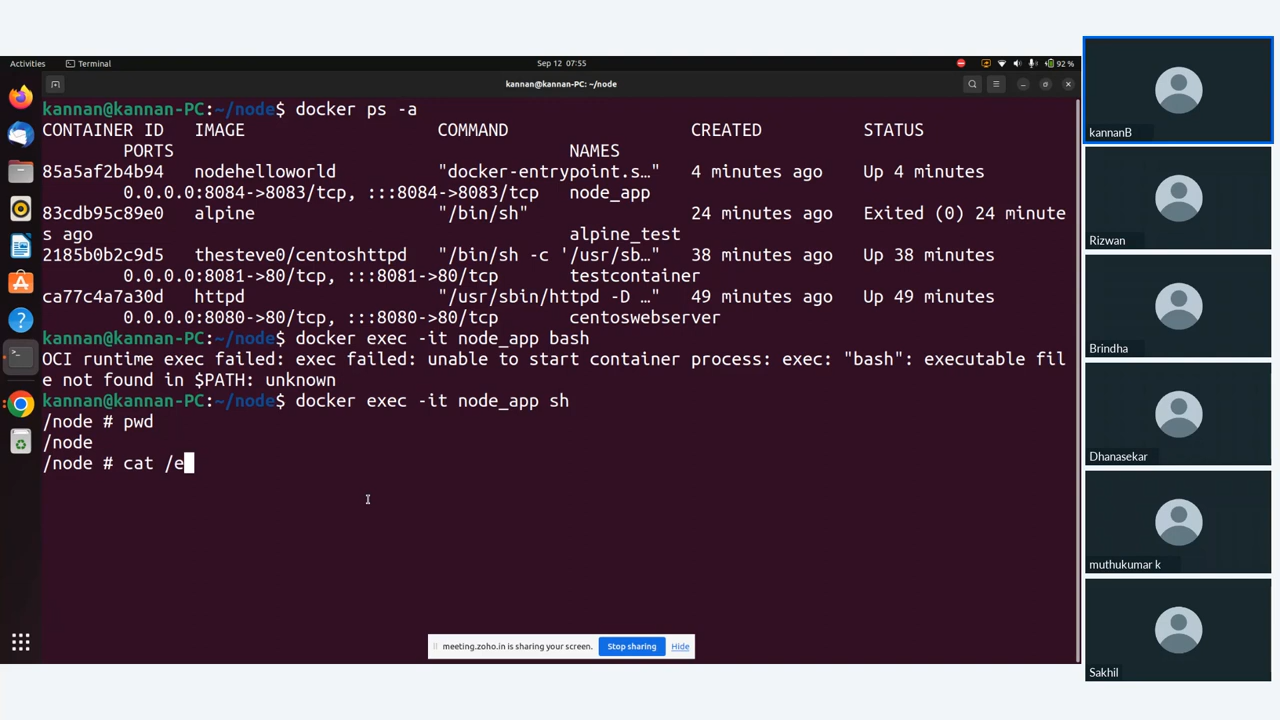 Activities
Terminal
Sep 12 07:55
92 %
kannan@kannan-PC: ~/node
kannan@kannan-PC:~/node$ docker ps -a
CONTAINER ID IMAGE COMMAND CREATED STATUS
PORTS NAMES
85a5af2b4b94 nodehelloworld "docker-entrypoint.s…" 4 minutes ago Up 4 minutes
0.0.0.0:8084->8083/tcp, :::8084->8083/tcp node_app
83cdb95c89e0 alpine "/bin/sh" 24 minutes ago Exited (0) 24 minute
s ago alpine_test
2185b0b2c9d5 thesteve0/centoshttpd "/bin/sh -c '/usr/sb…" 38 minutes ago Up 38 minutes
0.0.0.0:8081->80/tcp, :::8081->80/tcp testcontainer
ca77c4a7a30d httpd "/usr/sbin/httpd -D …" 49 minutes ago Up 49 minutes
0.0.0.0:8080->80/tcp, :::8080->80/tcp centoswebserver
kannan@kannan-PC:~/node$ docker exec -it node_app bash
OCI runtime exec failed: exec failed: unable to start container process: exec: "bash": executable fil
e not found in $PATH: unknown
kannan@kannan-PC:~/node$ docker exec -it node_app sh
/node # pwd
/node
/node # cat /e
meeting.zoho.in is sharing your screen.
Stop sharing
Hide
kannanB
Rizwan
Brindha
Dhanasekar
muthukumar k
Sakhil